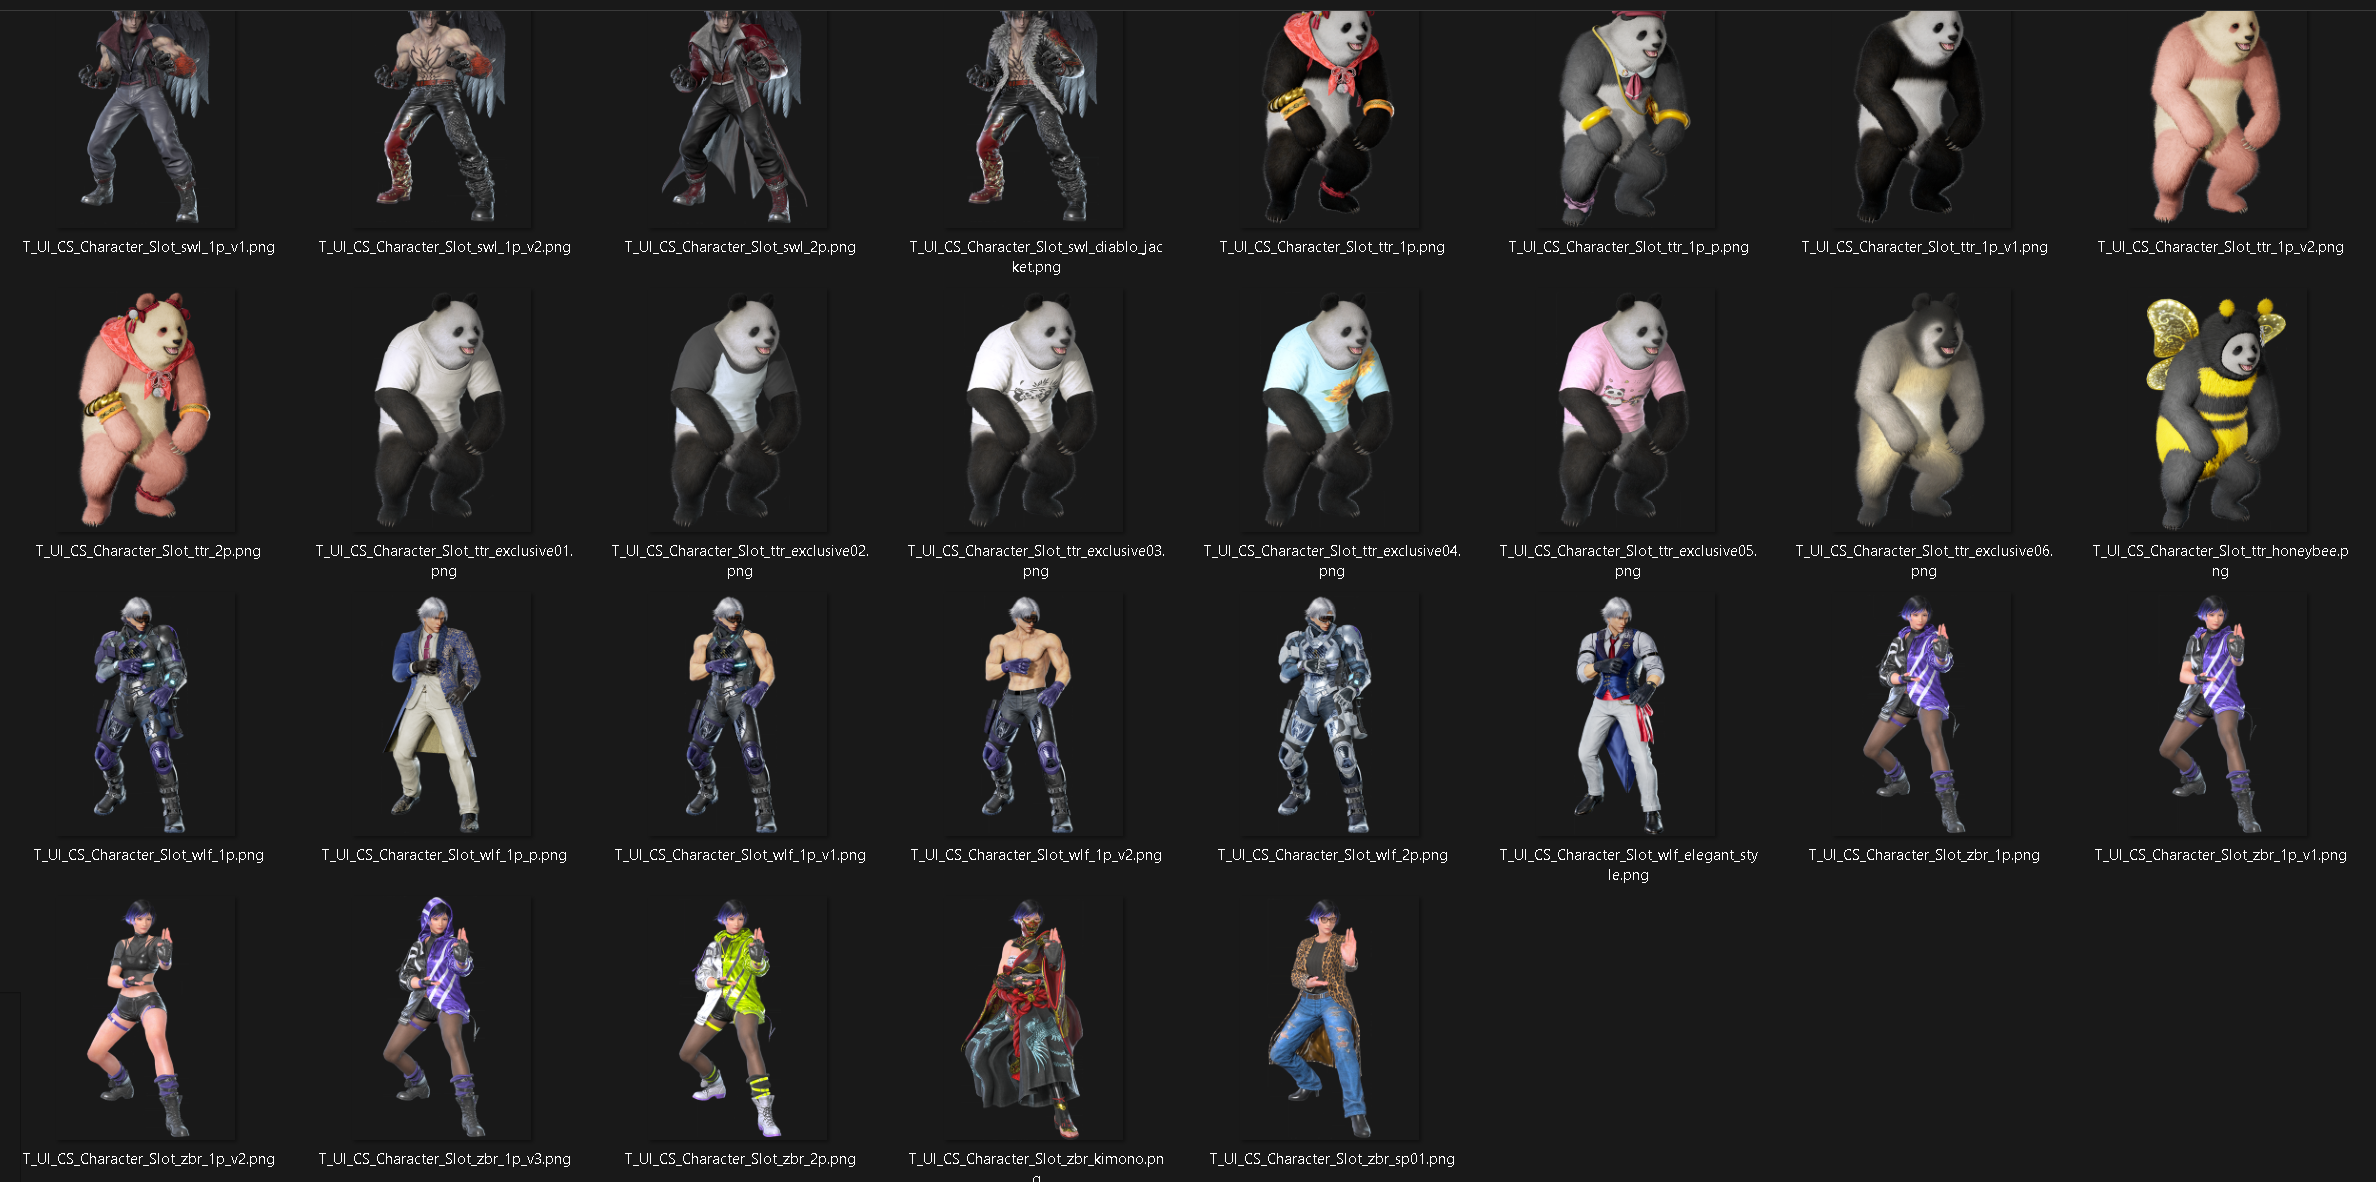 T_UI_CS_Character_Slot_swl_1p_v1.png
T_UI_CS_Character_Slot_swl_1p_v2.png
T_UI_CS_Character_Slot_swl_2p.png
T_UI_CS_Character_Slot_swl_diablo_jac
ket.png
T_UI_CS_Character_Slot_ttr_1p.png
T_UI_CS_Character_Slot_ttr_1p_p.png
T_UI_CS_Character_Slot_ttr_1p_v1.png
T_UI_CS_Character_Slot_ttr_1p_v2.png
T_UI_CS_Character_Slot_ttr_2p.png
T_UI_CS_Character_Slot_ttr_exclusive01.
png
T_UI_CS_Character_Slot_ttr_exclusive02.
png
T_UI_CS_Character_Slot_ttr_exclusive03.
png
T_UI_CS_Character_Slot_ttr_exclusive04.
png
T_UI_CS_Character_Slot_ttr_exclusive05.
png
T_UI_CS_Character_Slot_ttr_exclusive06.
png
T_UI_CS_Character_Slot_ttr_honeybee.p
ng
T_UI_CS_Character_Slot_wlf_1p.png
T_UI_CS_Character_Slot_wlf_1p_p.png
T_UI_CS_Character_Slot_wlf_1p_v1.png
T_UI_CS_Character_Slot_wlf_1p_v2.png
T_UI_CS_Character_Slot_wlf_2p.png
T_UI_CS_Character_Slot_wlf_elegant_sty
le.png
T_UI_CS_Character_Slot_zbr_1p.png
T_UI_CS_Character_Slot_zbr_1p_v1.png
T_UI_CS_Character_Slot_zbr_1p_v2.png
T_UI_CS_Character_Slot_zbr_1p_v3.png
T_UI_CS_Character_Slot_zbr_2p.png
T_UI_CS_Character_Slot_zbr_kimono.pn
g
T_UI_CS_Character_Slot_zbr_sp01.png